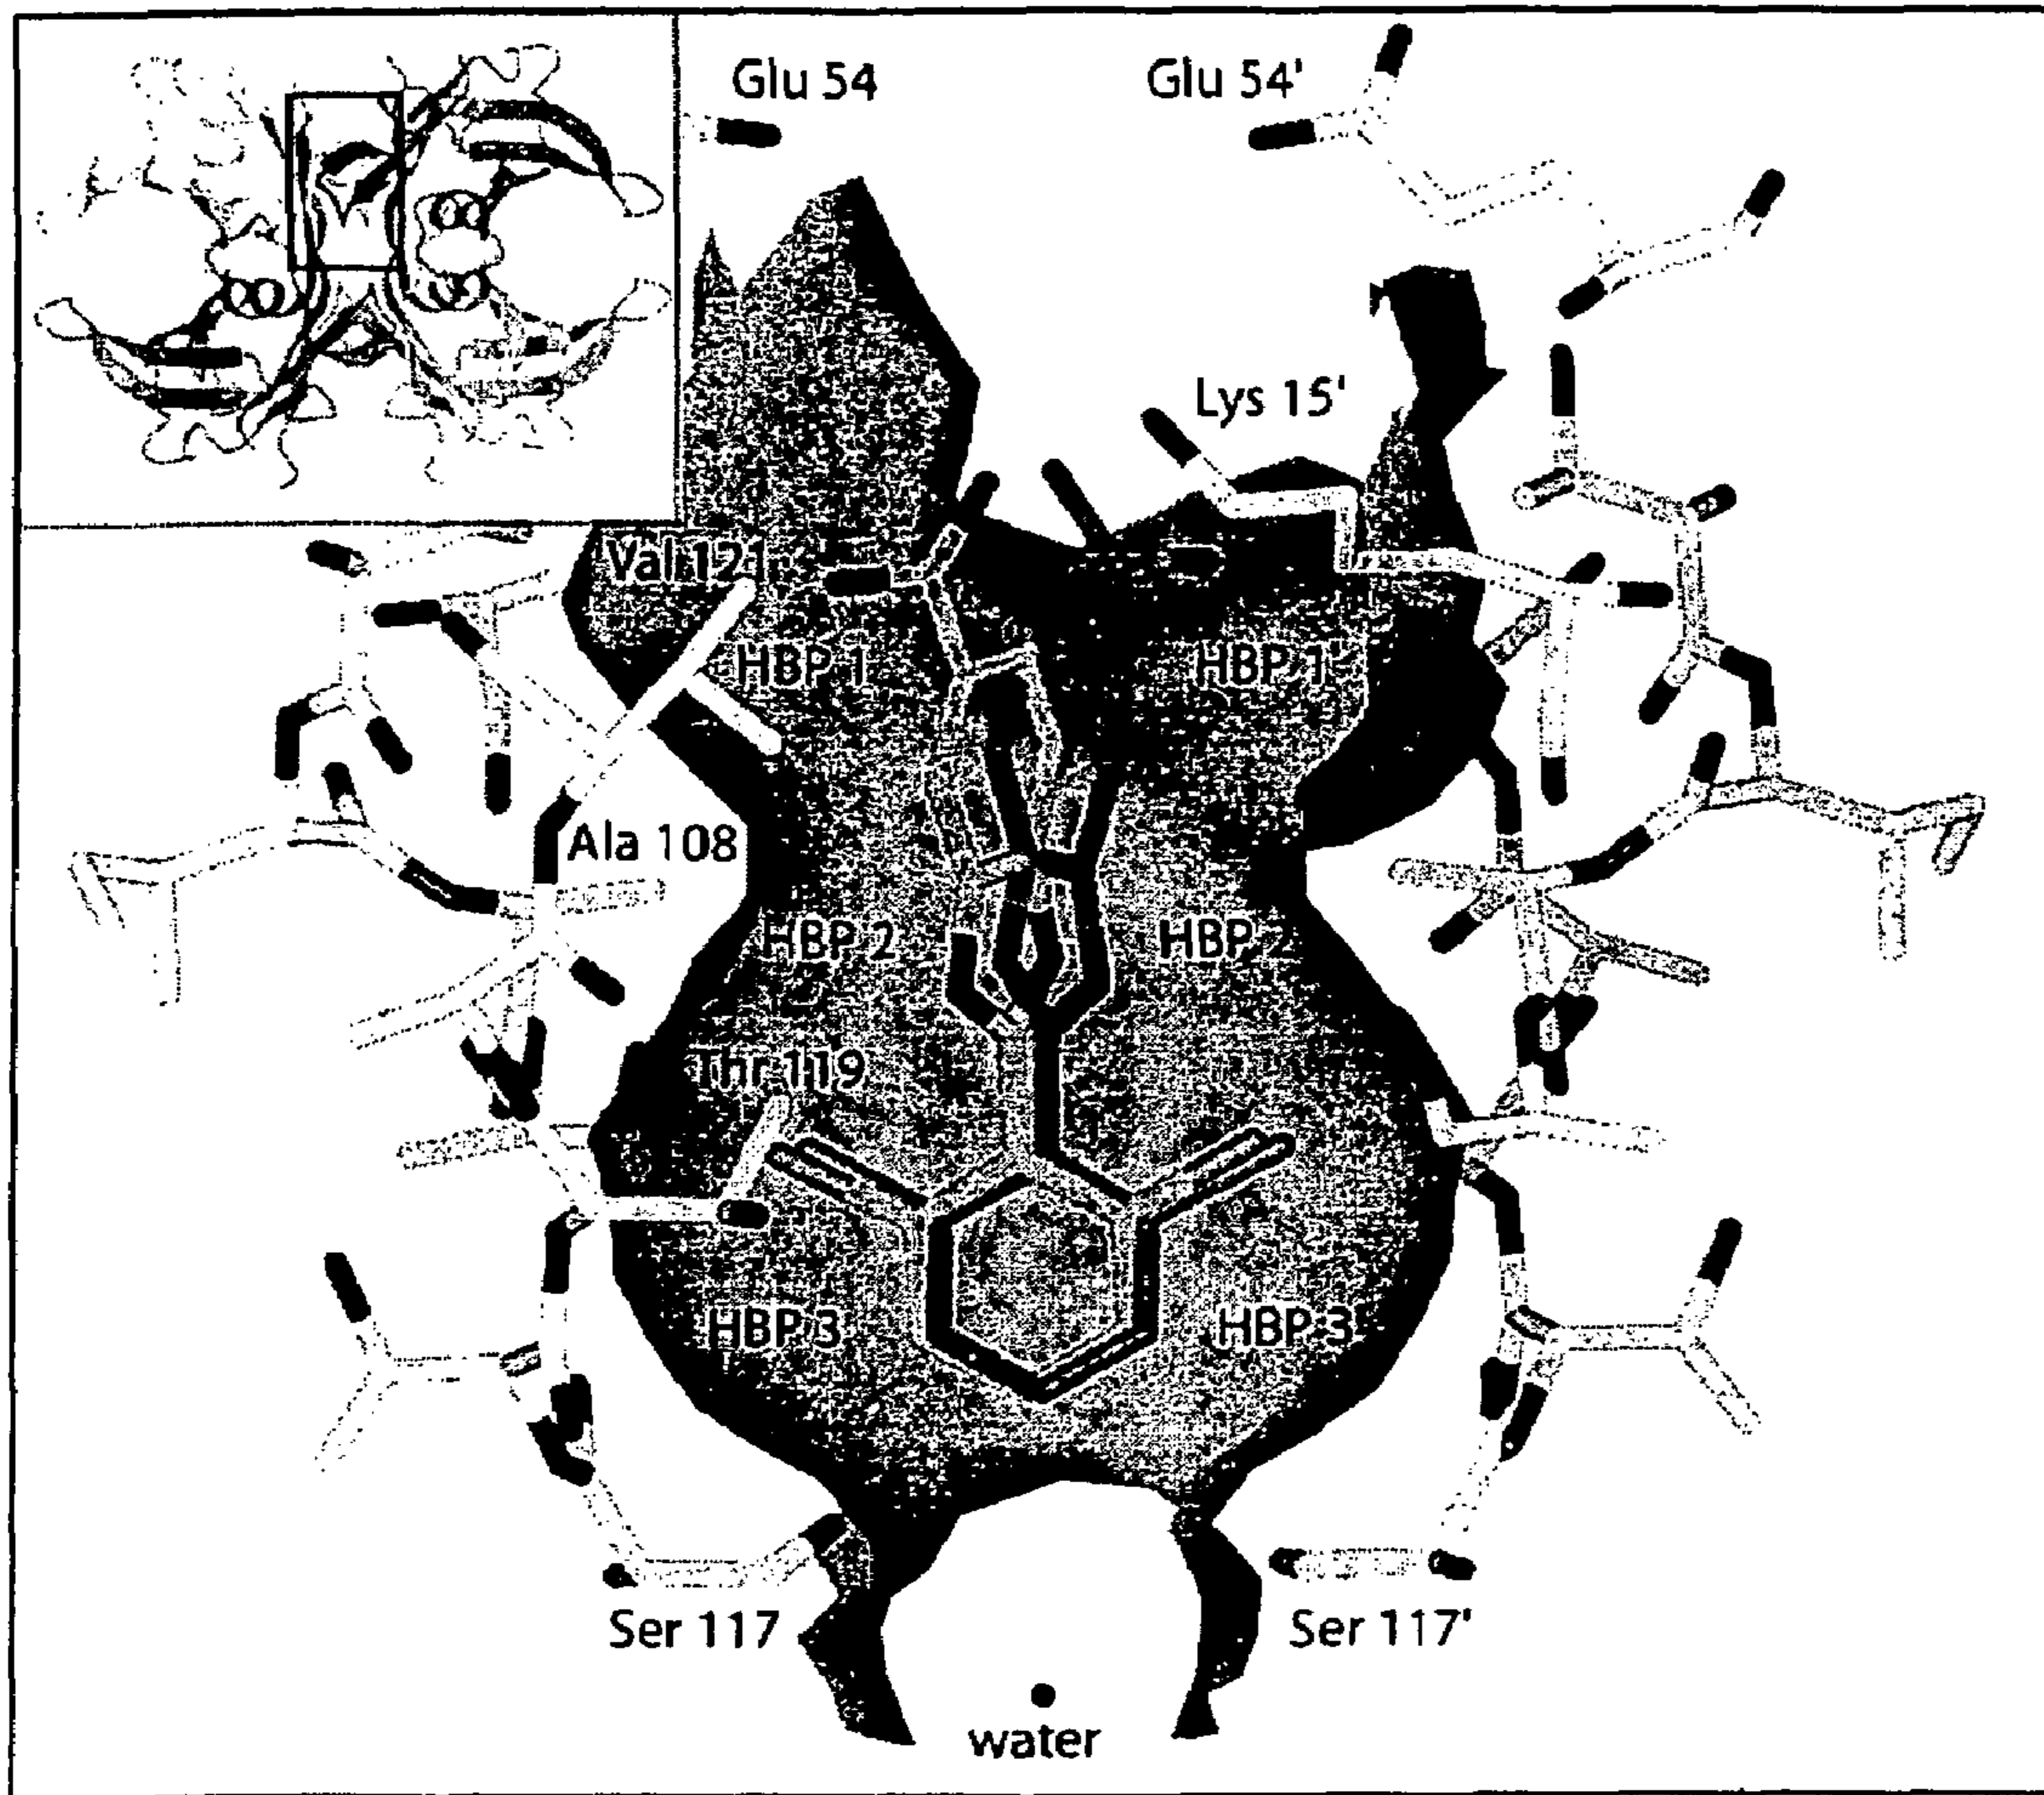 Glu 54
Glu 54'
Lys 15'
Val 121
HBP 1
HBP 1'
Ala 108
HBP 2
HBP 2'
Thr 119
HBP 3
HBP 3'
Ser 117
Ser 117'
water